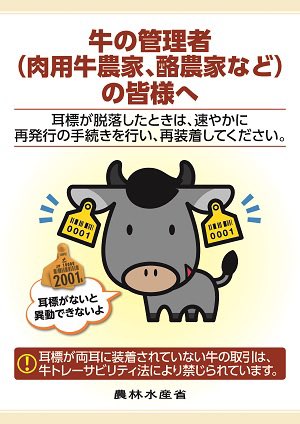 牛の管理者
（肉用牛農家、酪農家など）
の皆様へ
耳標が脱落したときは、速やかに
再発行の手続きを行い、再装着してください。
0001
0001
2001
耳標がないと
異動できないよ
! 耳標が両耳に装着されていない牛の取引は、
牛トレーサビリティ法により禁じられています。
農林水産省